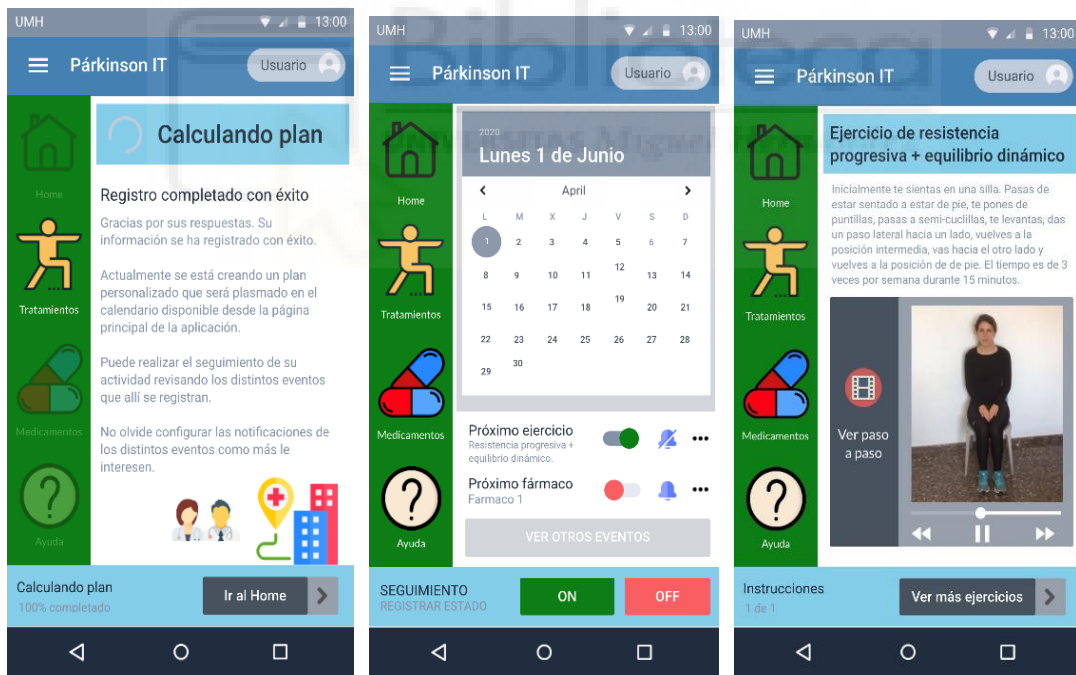 Biblioteca
UNIVERSITAS Miguel Hernández
UMH
13:00
Párkinson IT
Usuario
Home
Tratamientos
Medicamentos
Ayuda
Calculando plan
Registro completado con éxito
Gracias por sus respuestas. Su
información se ha registrado con éxito.
Actualmente se está creando un plan
personalizado que será plasmado en el
calendario disponible desde la página
principal de la aplicación.
Puede realizar el seguimiento de su
actividad revisando los distintos eventos
que allí se registran.
No olvide configurar las notificaciones de
los distintos eventos como más le
interesen.
Calculando plan
100% completado
Ir al Home
UMH
13:00
Párkinson IT
Usuario
Home
Tratamientos
Medicamentos
Ayuda
2020
Lunes 1 de Junio
April
L M X J V S D
1 2 3 4 5 6 7
8 9 10 11 12 13 14
15 16 17 18 19 20 21
22 23 24 25 26 27 28
29 30
Próximo ejercicio
Resistencia progresiva +
equilibrio dinámico.
Próximo fármaco
Farmaco 1
VER OTROS EVENTOS
SEGUIMIENTO
REGISTRAR ESTADO
ON
OFF
UMH
13:00
Párkinson IT
Usuario
Home
Tratamientos
Medicamentos
Ayuda
Ejercicio de resistencia
progresiva + equilibrio dinámico
Inicialmente te sientas en una silla. Pasas de
estar sentado a estar de pie, te pones de
puntillas, pasas a semi-cuclillas, te levantas, das
un paso lateral hacia un lado, vuelves a la
posición intermedia, vas hacia el otro lado y
vuelves a la posición de de pie. El tiempo es de 3
veces por semana durante 15 minutos.
Ver paso
a paso
Instrucciones
1 de 1
Ver más ejercicios